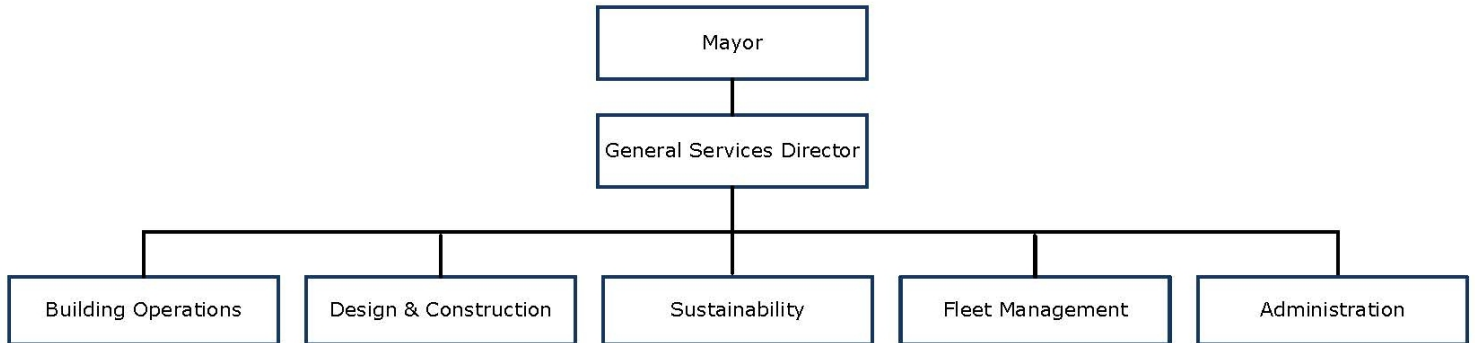 Mayor
General Services Director
Building Operations
Design & Construction
Sustainability
Fleet Management
Administration